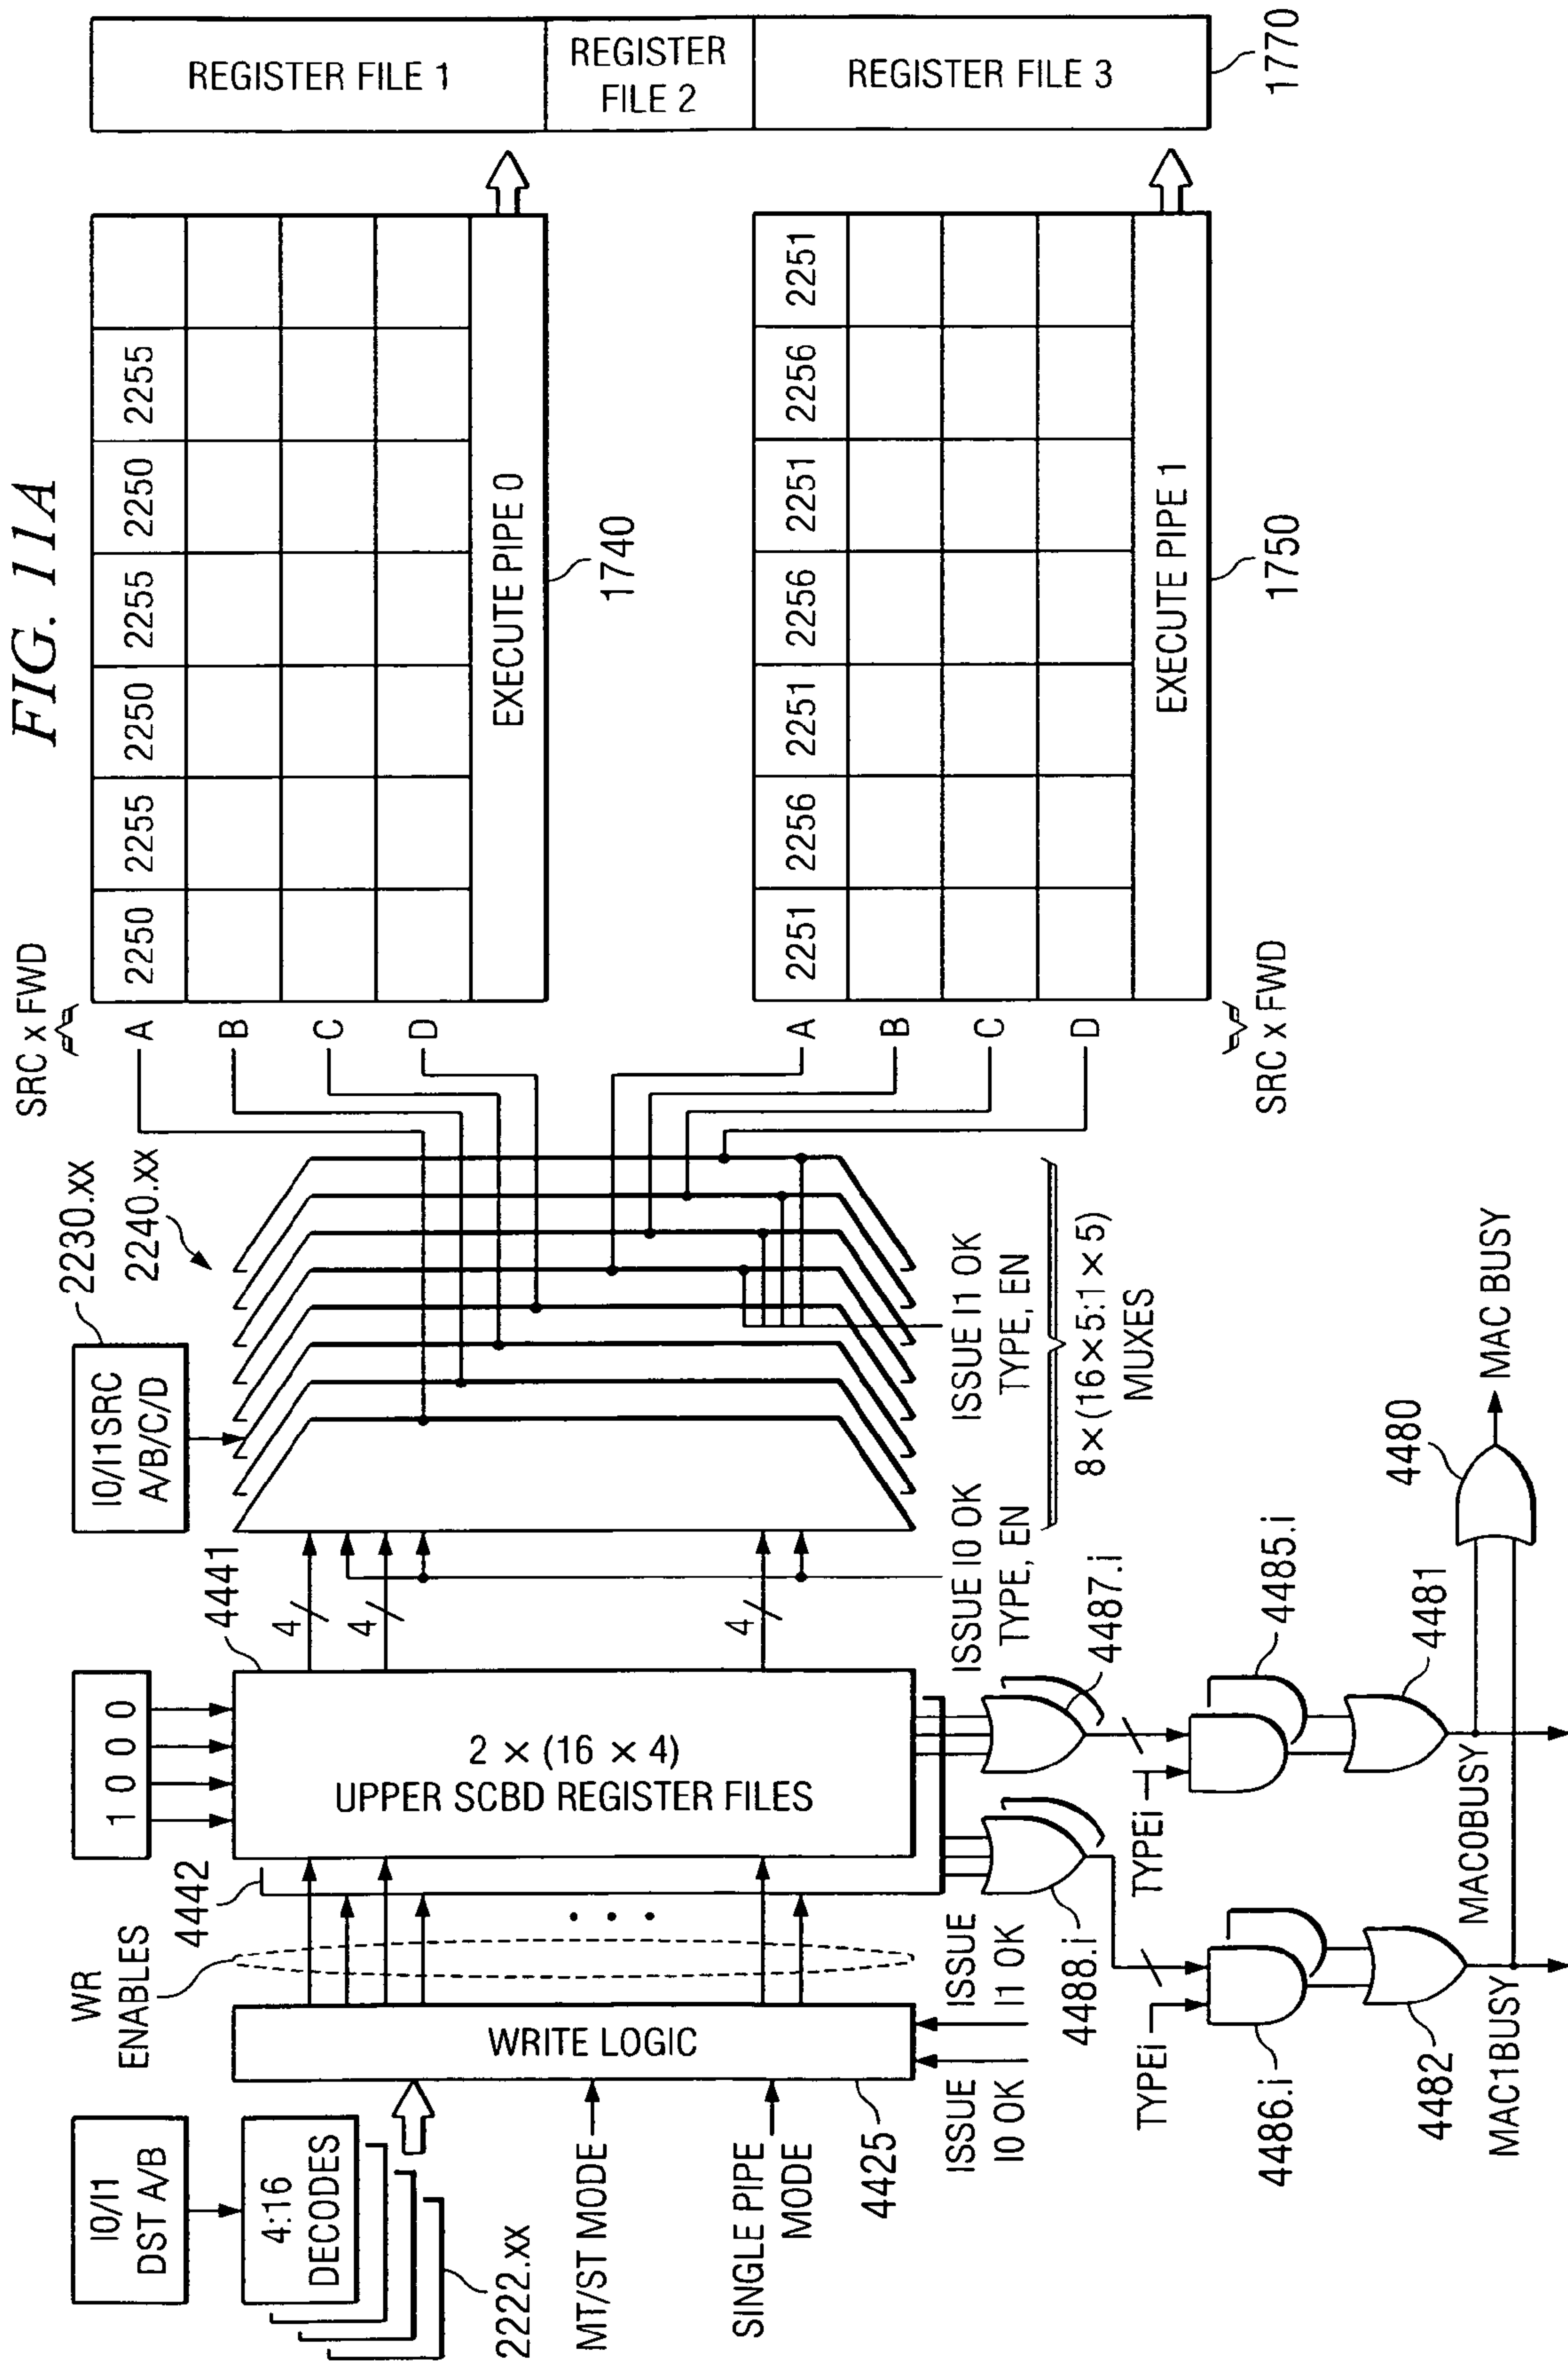 FIG. 11A
I0/I1
DST A/B
4:16
DECODES
2222.xx
MT/ST MODE
SINGLE PIPE
MODE
WRITE LOGIC
4425
ISSUE
I0 OK
ISSUE
I1 OK
WR
ENABLES
4442
1 0 0 0
4441
2 × (16 × 4)
UPPER SCBD REGISTER FILES
4
4
4
I0/I1SRC
A/B/C/D
2230.xx
2240.xx
ISSUE I0 OK
TYPE, EN
ISSUE I1 OK
TYPE, EN
8×(16×5:1×5)
MUXES
SRC x FWD
A
B
C
D
2250
2255
2250
2255
2250
2255
EXECUTE PIPE 0
1740
A
B
C
D
SRC x FWD
2251
2256
2251
2256
2251
2256
2251
EXECUTE PIPE 1
1750
REGISTER FILE 1
REGISTER
FILE 2
REGISTER FILE 3
1770
4488.i
4487.i
TYPEi
TYPEi
4486.i
4485.i
4482
4481
MAC1BUSY
MAC0BUSY
4480
MAC BUSY